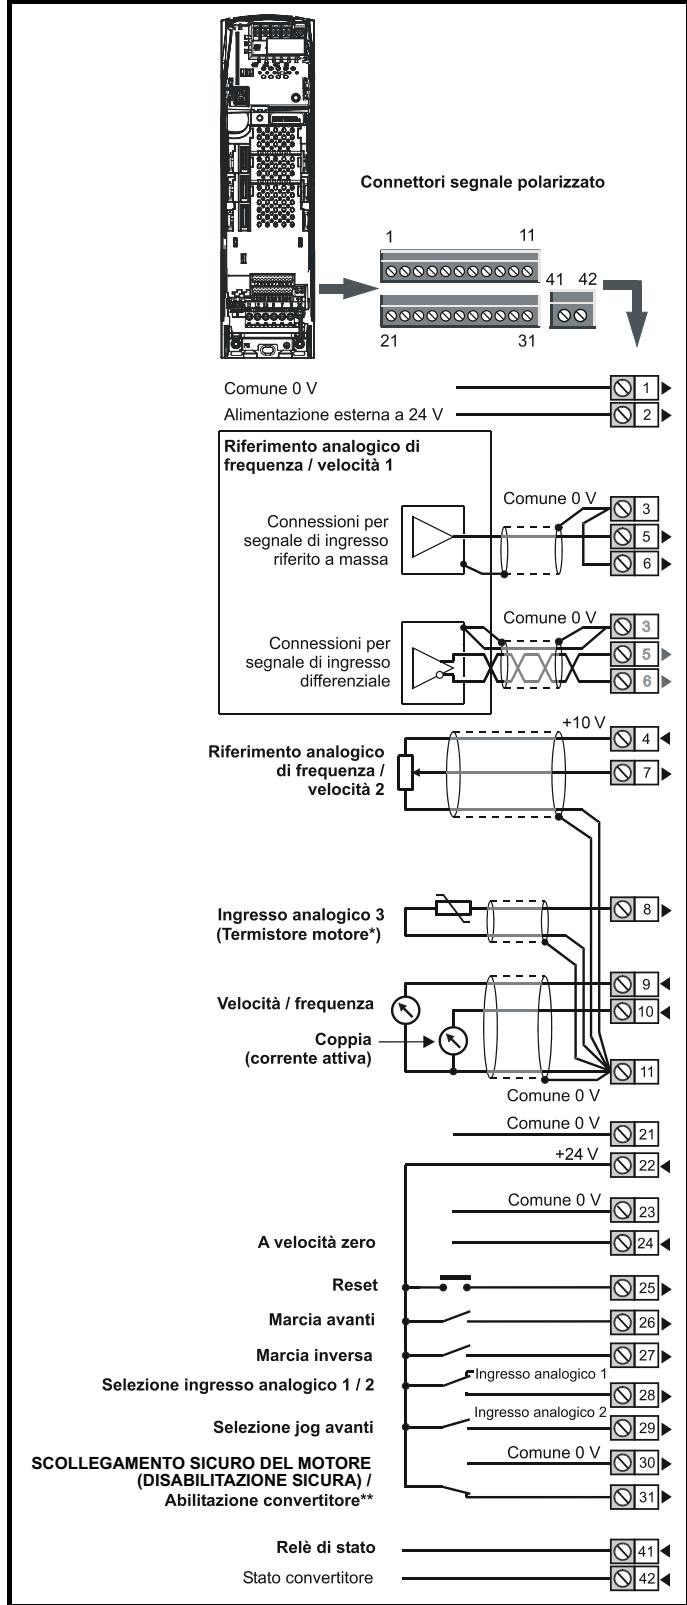 Connettori segnale polarizzato
1 11
41 42
21 31
Comune 0 V 1
Alimentazione esterna a 24 V 2
Riferimento analogico di
frequenza / velocità 1
Comune 0 V 3
Connessioni per
segnale di ingresso
riferito a massa
5
6
Comune 0 V 3
Connessioni per
segnale di ingresso
differenziale
5
6
+10 V 4
Riferimento analogico
di frequenza /
velocità 2
7
Ingresso analogico 3
(Termistore motore*)
8
9
Velocità / frequenza
10
Coppia
(corrente attiva)
11
Comune 0 V
Comune 0 V 21
+24 V 22
Comune 0 V 23
A velocità zero 24
Reset 25
Marcia avanti 26
Marcia inversa 27
Selezione ingresso analogico 1 / 2 Ingresso analogico 1 28
Selezione jog avanti Ingresso analogico 2 29
Comune 0 V 30
SCOLLEGAMENTO SICURO DEL MOTORE
(DISABILITAZIONE SICURA) /
Abilitazione convertitore** 31
Relè di stato 41
Stato convertitore 42